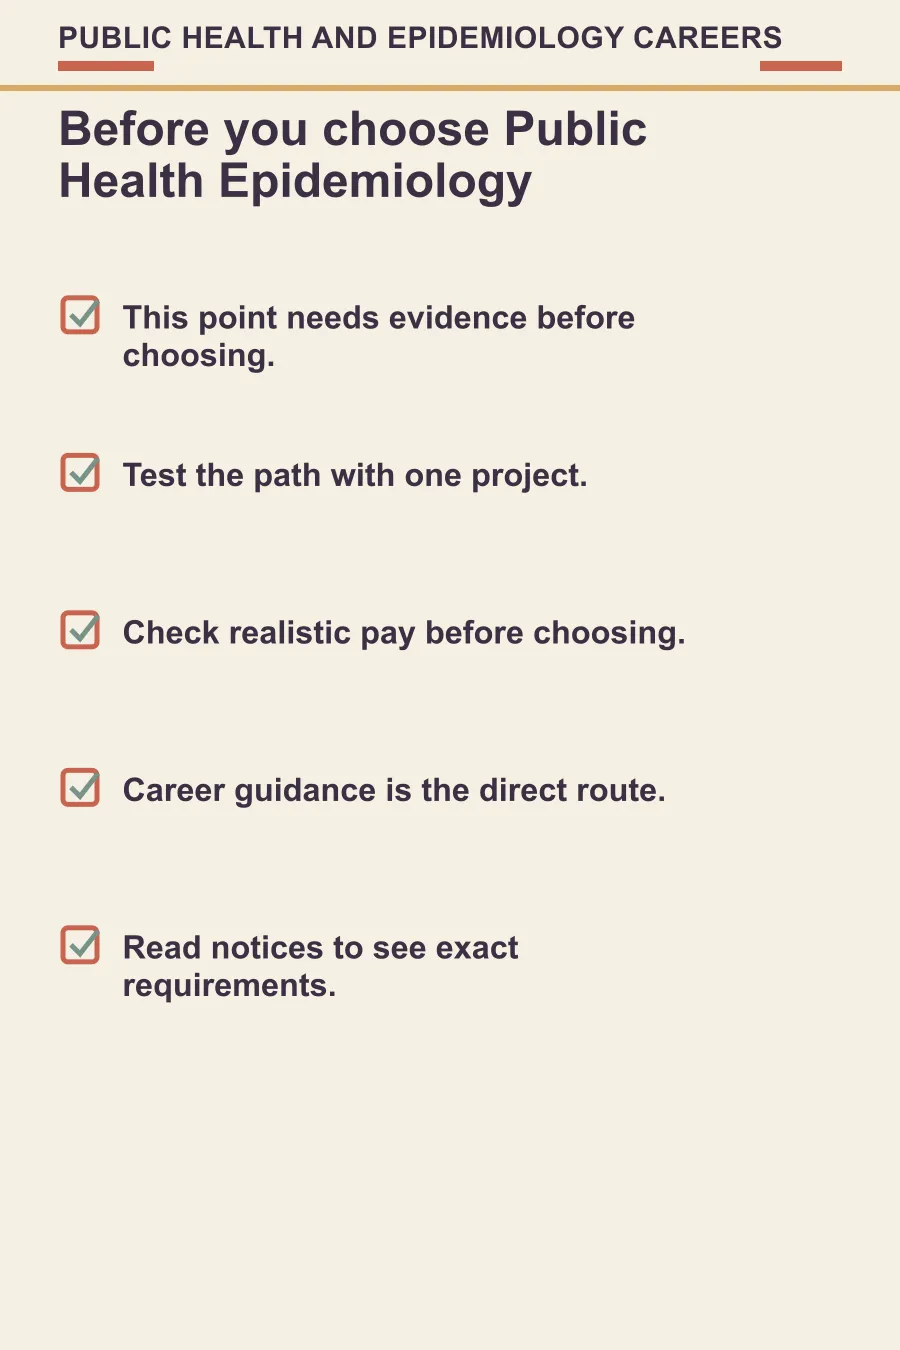 PUBLIC HEALTH AND EPIDEMIOLOGY CAREERS
Before you choose Public
Health Epidemiology
This point needs evidence before
choosing.
Test the path with one project.
Check realistic pay before choosing.
Career guidance is the direct route.
Read notices to see exact
requirements.